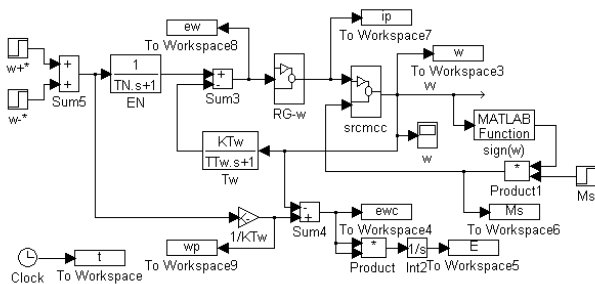 ew
To Workspace8
ip
To Workspace7
w+*
+
+
Sum5
1
TN.s+1
EN
+
-
Sum3
RG-w
srcmcc
w
To Workspace3
w
w-*
KTw
TTw.s+1
Tw
w
MATLAB
Function
sign(w)
*
Product1
Ms
Ms
To Workspace6
1/KTw
-
+
Sum4
ewc
To Workspace4
wp
To Workspace9
*
Product
1/s
Int2
E
To Workspace5
Clock
t
To Workspace